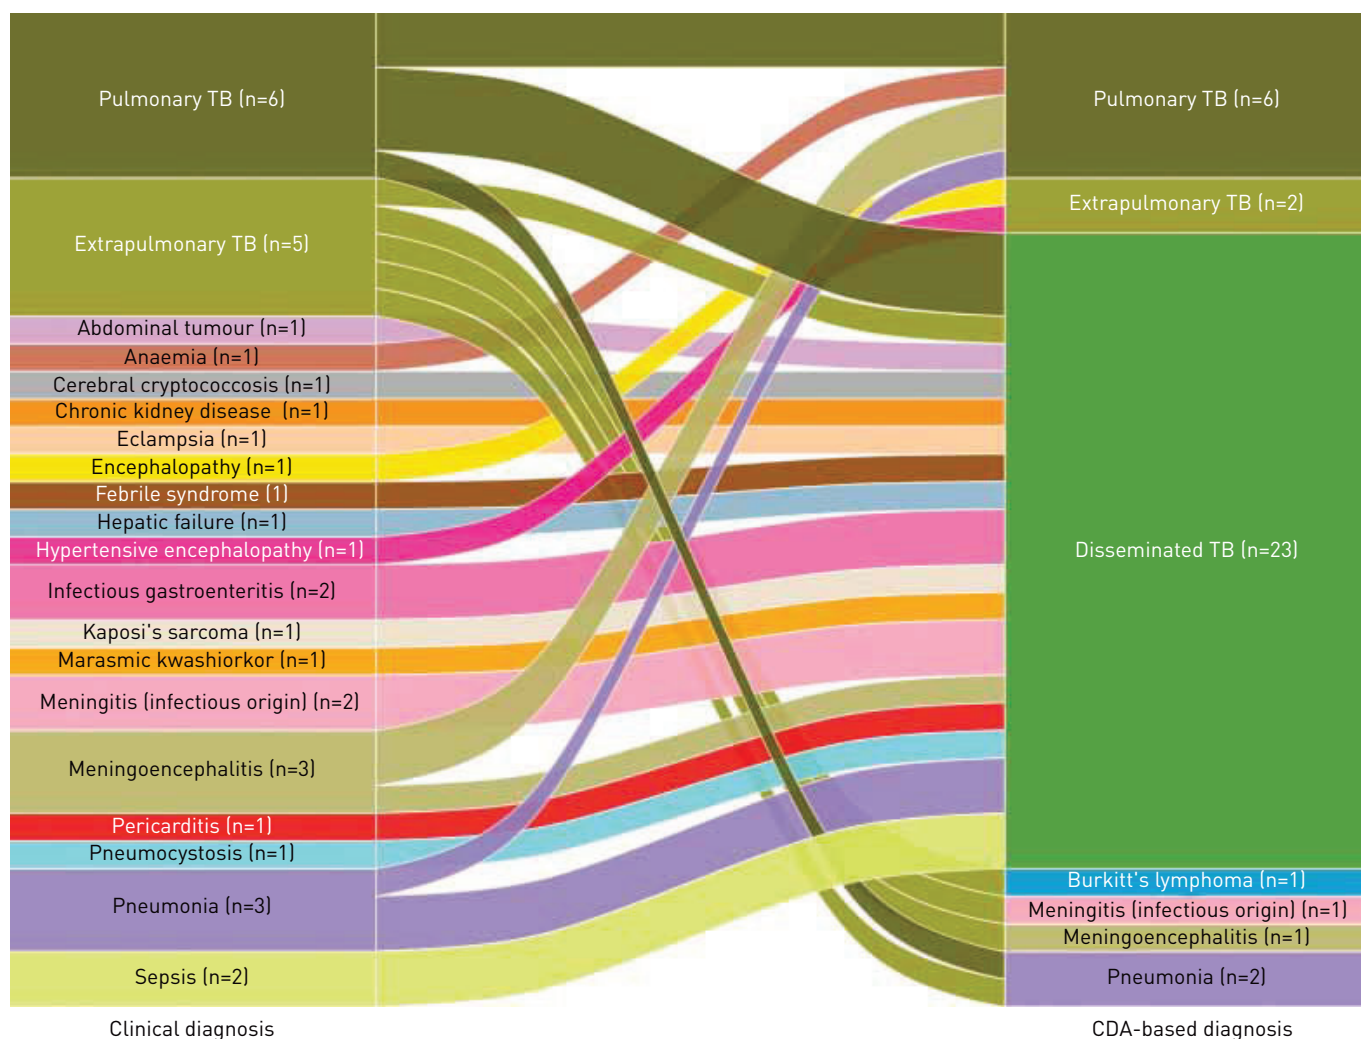 Pulmonary TB (n=6)
Extrapulmonary TB (n=5)
Abdominal tumour (n=1)
Anaemia (n=1)
Cerebral cryptococcosis (n=1)
Chronic kidney disease (n=1)
Eclampsia (n=1)
Encephalopathy (n=1)
Febrile syndrome (1)
Hepatic failure (n=1)
Hypertensive encephalopathy (n=1)
Infectious gastroenteritis (n=2)
Kaposi's sarcoma (n=1)
Marasmic kwashiorkor (n=1)
Meningitis (infectious origin) (n=2)
Meningoencephalitis (n=3)
Pericarditis (n=1)
Pneumocystosis (n=1)
Pneumonia (n=3)
Sepsis (n=2)
Clinical diagnosis
Pulmonary TB (n=6)
Extrapulmonary TB (n=2)
Disseminated TB (n=23)
Burkitt's lymphoma (n=1)
Meningitis (infectious origin) (n=1)
Meningoencephalitis (n=1)
Pneumonia (n=2)
CDA-based diagnosis